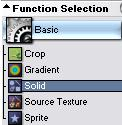 Function Selection
Basic
Crop
Gradient
Solid
Source Texture
Sprite